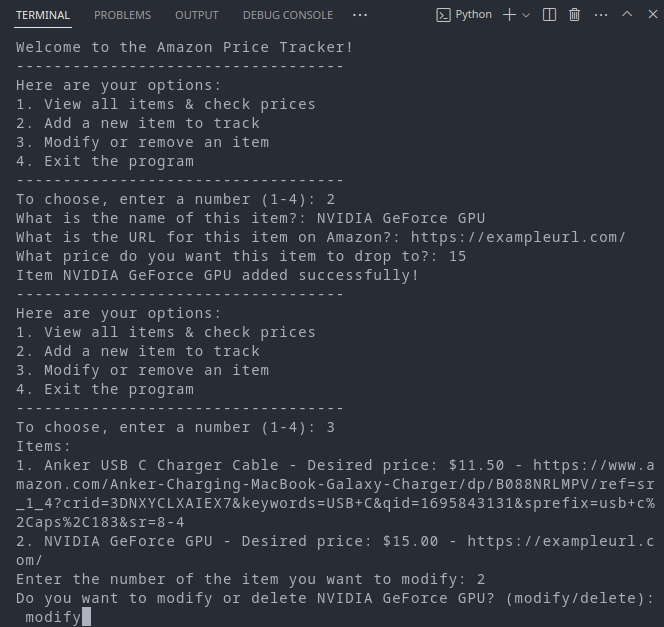 TERMINAL PROBLEMS OUTPUT DEBUG CONSOLE ··· Python
Welcome to the Amazon Price Tracker!
-----------------------------------
Here are your options:
1. View all items & check prices
2. Add a new item to track
3. Modify or remove an item
4. Exit the program
-----------------------------------
To choose, enter a number (1-4): 2
What is the name of this item?: NVIDIA GeForce GPU
What is the URL for this item on Amazon?: https://exampleurl.com/
What price do you want this item to drop to?: 15
Item NVIDIA GeForce GPU added successfully!
-----------------------------------
Here are your options:
1. View all items & check prices
2. Add a new item to track
3. Modify or remove an item
4. Exit the program
-----------------------------------
To choose, enter a number (1-4): 3
Items:
1. Anker USB C Charger Cable - Desired price: $11.50 - https://www.a
mazon.com/Anker-Charging-MacBook-Galaxy-Charger/dp/B088NRLMPV/ref=sr
_1_4?crid=3DNXYCLXAIEX7&keywords=USB+C&qid=1695843131&sprefix=usb+c%
2Caps%2C183&sr=8-4
2. NVIDIA GeForce GPU - Desired price: $15.00 - https://exampleurl.c
om/
Enter the number of the item you want to modify: 2
Do you want to modify or delete NVIDIA GeForce GPU? (modify/delete):
modify